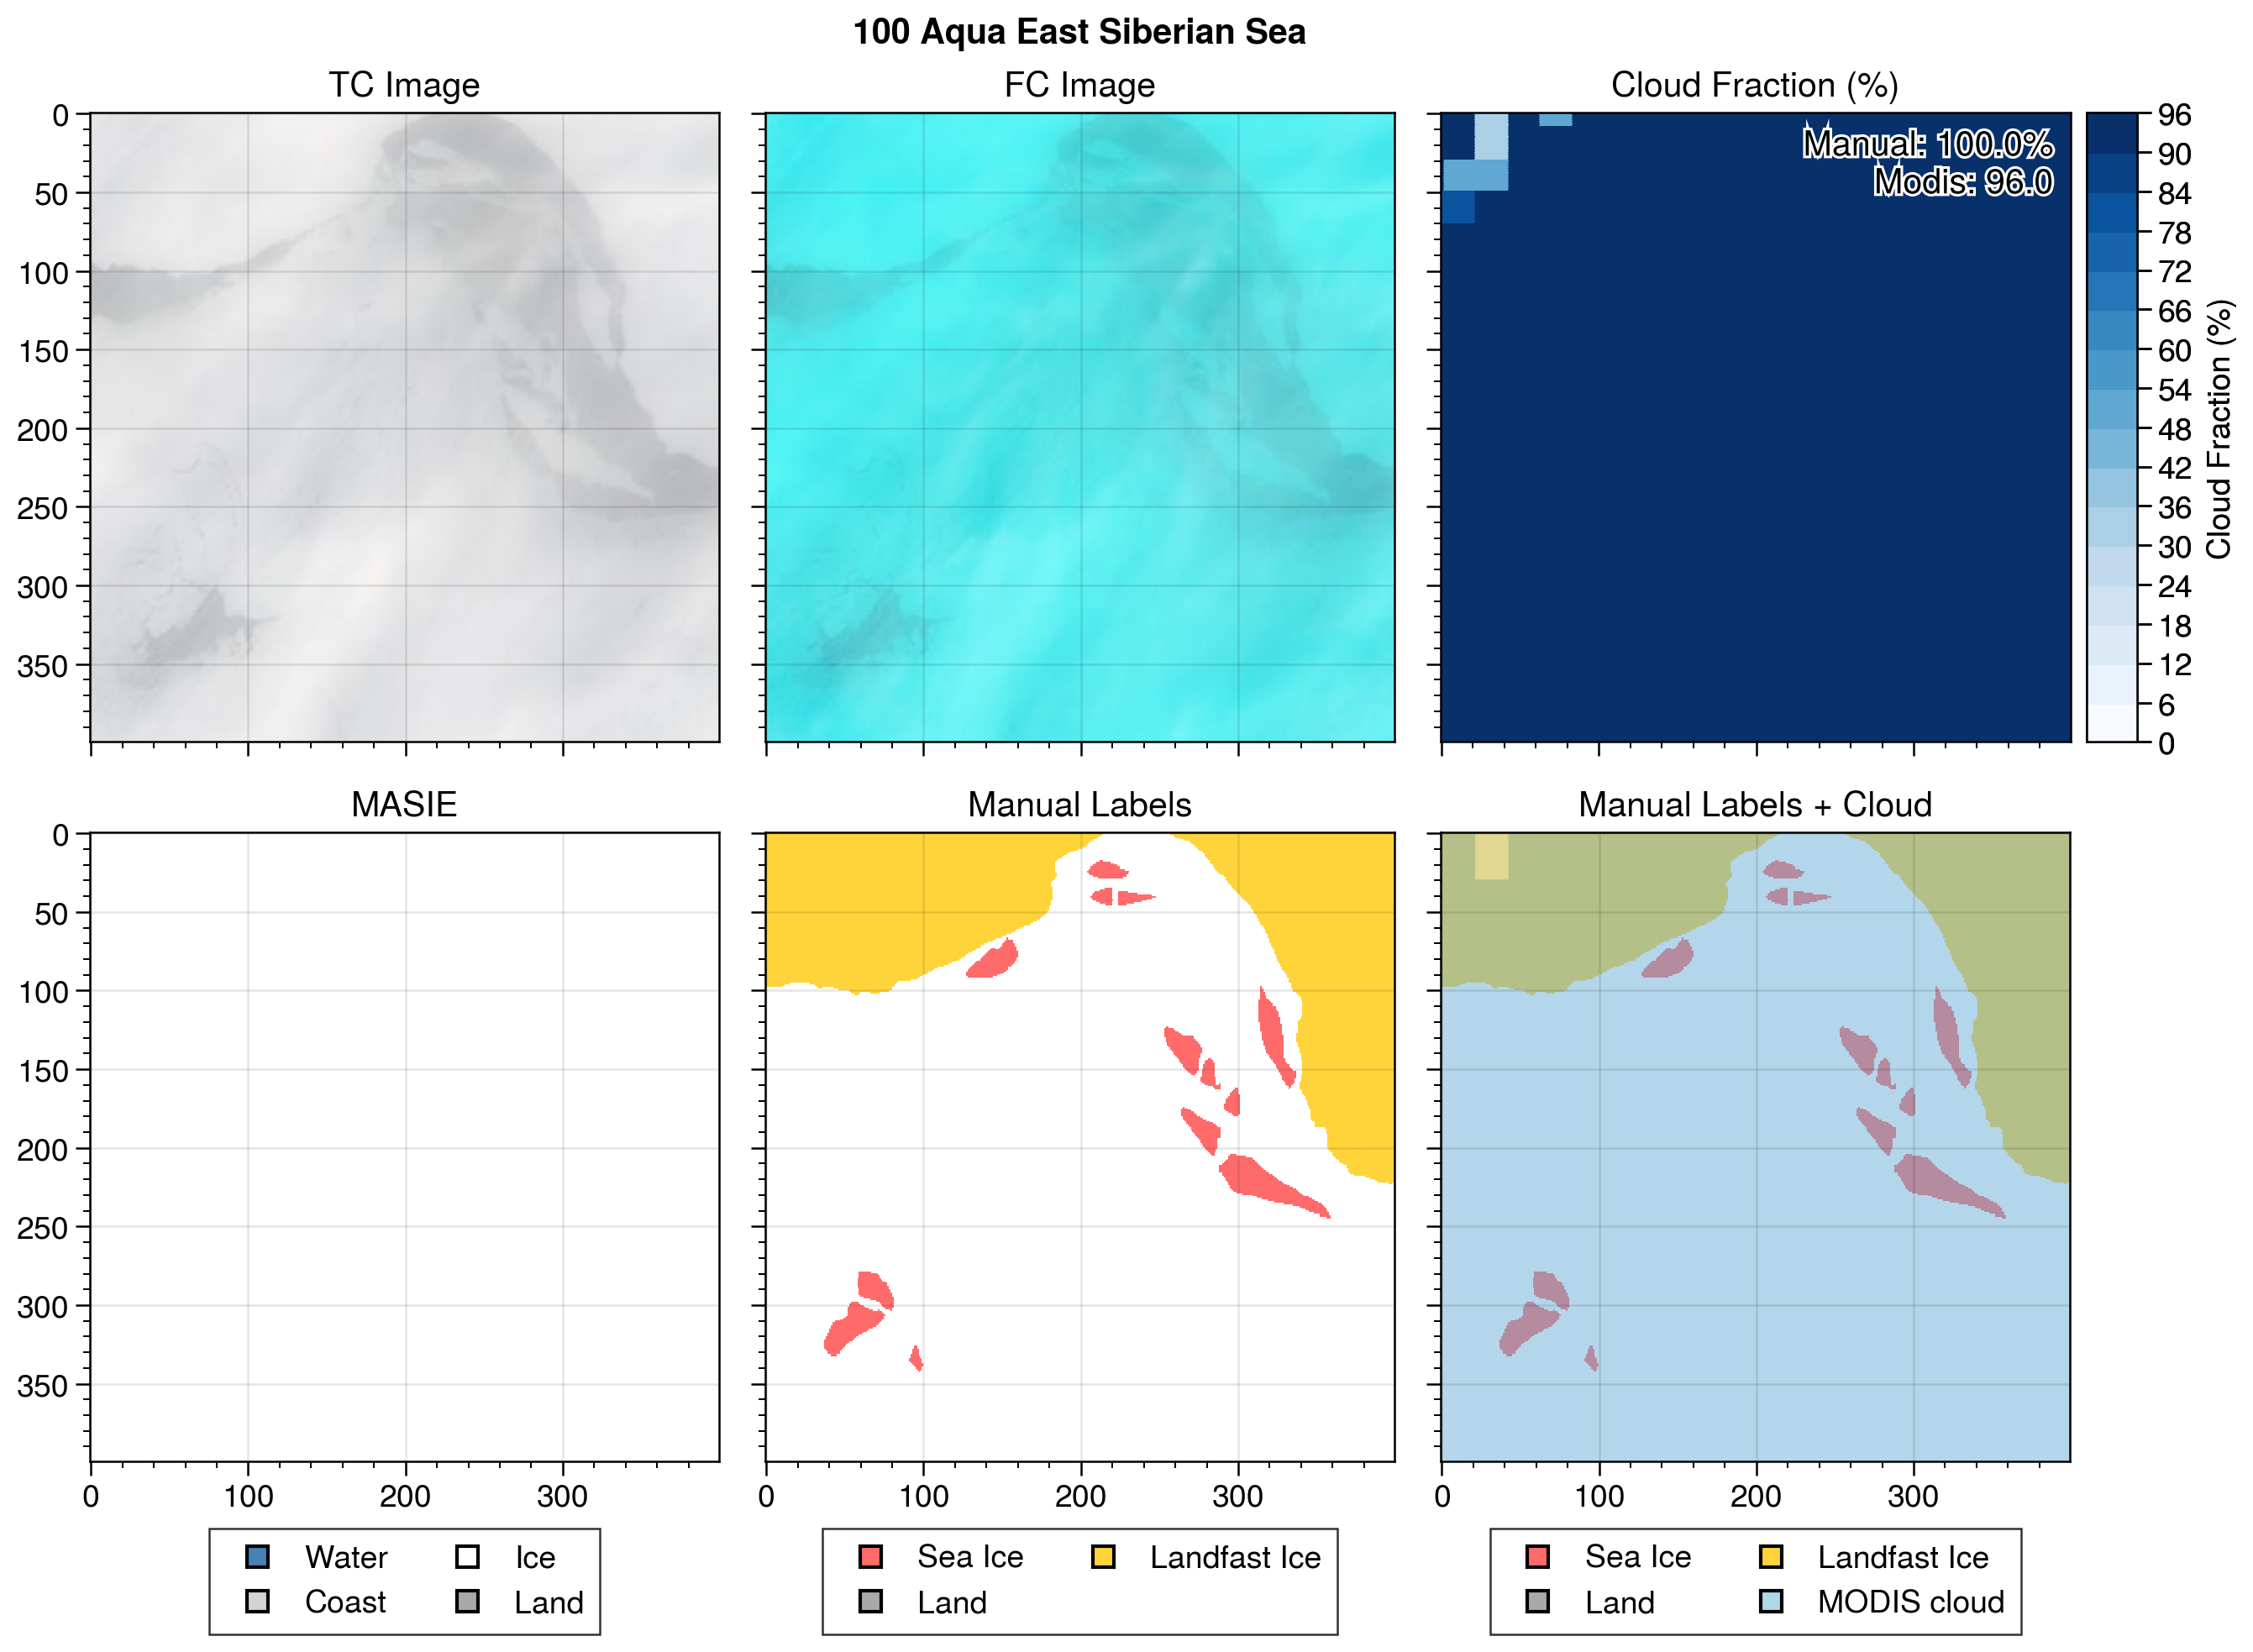 100 Aqua East Siberian Sea
TC Image
FC Image
Cloud Fraction (%)
0
50
100
150
200
250
300
350
Manual: 100.0%
Modis: 96.0
96
90
84
78
72
66
60
54
48
42
36
30
24
18
12
6
0
Cloud Fraction (%)
MASIE
Manual Labels
Manual Labels + Cloud
0
50
100
150
200
250
300
350
0 100 200 300
0 100 200 300
0 100 200 300
Water Ice
Coast Land
Sea Ice Landfast Ice
Land
Sea Ice Landfast Ice
Land MODIS cloud